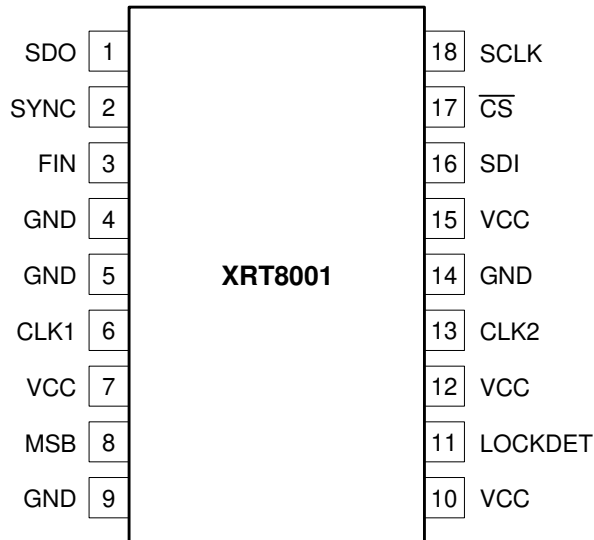 SDO 1 18 SCLK
SYNC 2 17 C̅S̅
FIN 3 16 SDI
GND 4 15 VCC
GND 5 XRT8001 14 GND
CLK1 6 13 CLK2
VCC 7 12 VCC
MSB 8 11 LOCKDET
GND 9 10 VCC